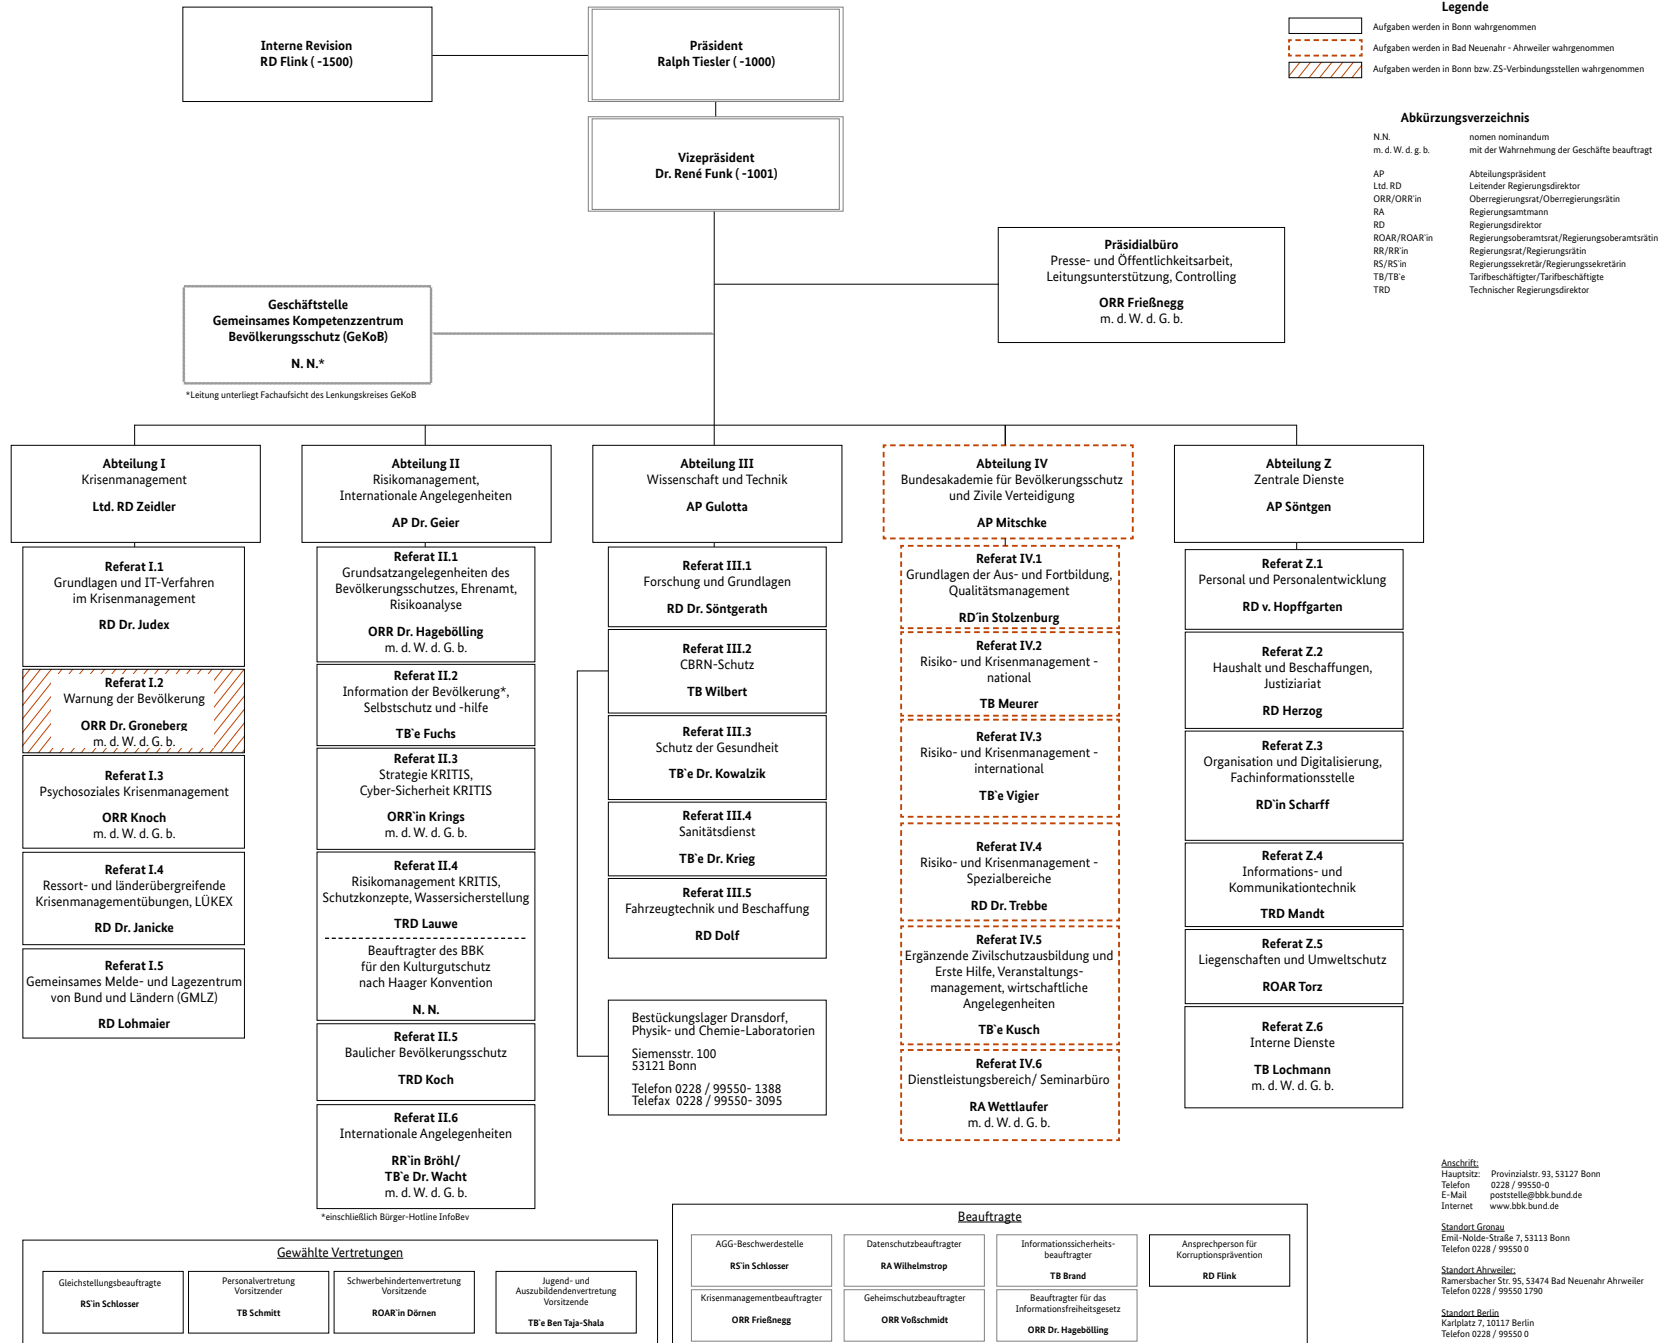 Interne Revision
RD Flink ( -1500)
Präsident
Ralph Tiesler ( -1000)
Vizepräsident
Dr. René Funk ( -1001)
Legende
Aufgaben werden in Bonn wahrgenommen
Aufgaben werden in Bad Neuenahr - Ahrweiler wahrgenommen
Aufgaben werden in Bonn bzw. ZS-Verbindungsstellen wahrgenommen
Abkürzungsverzeichnis
N.N. nomen nominandum
m. d. W. d. g. b. mit der Wahrnehmung der Geschäfte beauftragt
AP Abteilungspräsident
Ltd. RD Leitender Regierungsdirektor
ORR/ORR`in Oberregierungsrat/Oberregierungsrätin
RA Regierungsamtmann
RD Regierungsdirektor
ROAR/ROAR`in Regierungsoberamtsrat/Regierungsoberamtsrätin
RR/RR`in Regierungsrat/Regierungsrätin
RS/RS`in Regierungssekretär/Regierungssekretärin
TB/TB`e Tarifbeschäftigter/Tarifbeschäftigte
TRD Technischer Regierungsdirektor
Präsidialbüro
Presse- und Öffentlichkeitsarbeit,
Leitungsunterstützung, Controlling
ORR Frießnegg
m. d. W. d. G. b.
Geschäftstelle
Gemeinsames Kompetenzzentrum
Bevölkerungsschutz (GeKoB)
N. N.*
*Leitung unterliegt Fachaufsicht des Lenkungskreises GeKoB
Abteilung I
Krisenmanagement
Ltd. RD Zeidler
Referat I.1
Grundlagen und IT-Verfahren
im Krisenmanagement
RD Dr. Judex
Referat I.2
Warnung der Bevölkerung
ORR Dr. Groneberg
m. d. W. d. G. b.
Referat I.3
Psychosoziales Krisenmanagement
ORR Knoch
m. d. W. d. G. b.
Referat I.4
Ressort- und länderübergreifende
Krisenmanagementübungen, LÜKEX
RD Dr. Janicke
Referat I.5
Gemeinsames Melde- und Lagezentrum
von Bund und Ländern (GMLZ)
RD Lohmaier
Abteilung II
Risikomanagement,
Internationale Angelegenheiten
AP Dr. Geier
Referat II.1
Grundsatzangelegenheiten des
Bevölkerungsschutzes, Ehrenamt,
Risikoanalyse
ORR Dr. Hagebölling
m. d. W. d. G. b.
Referat II.2
Information der Bevölkerung*,
Selbstschutz und -hilfe
TB`e Fuchs
Referat II.3
Strategie KRITIS,
Cyber-Sicherheit KRITIS
ORR`in Krings
m. d. W. d. G. b.
Referat II.4
Risikomanagement KRITIS,
Schutzkonzepte, Wassersicherstellung
TRD Lauwe
Beauftragter des BBK
für den Kulturgutschutz
nach Haager Konvention
N. N.
Referat II.5
Baulicher Bevölkerungsschutz
TRD Koch
Referat II.6
Internationale Angelegenheiten
RR`in Bröhl/
TB`e Dr. Wacht
m. d. W. d. G. b.
*einschließlich Bürger-Hotline InfoBev
Abteilung III
Wissenschaft und Technik
AP Gulotta
Referat III.1
Forschung und Grundlagen
RD Dr. Söntgerath
Referat III.2
CBRN-Schutz
TB Wilbert
Referat III.3
Schutz der Gesundheit
TB`e Dr. Kowalzik
Referat III.4
Sanitätsdienst
TB`e Dr. Krieg
Referat III.5
Fahrzeugtechnik und Beschaffung
RD Dolf
Bestückungslager Dransdorf,
Physik- und Chemie-Laboratorien
Siemensstr. 100
53121 Bonn
Telefon 0228 / 99550- 1388
Telefax 0228 / 99550- 3095
Abteilung IV
Bundesakademie für Bevölkerungsschutz
und Zivile Verteidigung
AP Mitschke
Referat IV.1
Grundlagen der Aus- und Fortbildung,
Qualitätsmanagement
RD´in Stolzenburg
Referat IV.2
Risiko- und Krisenmanagement -
national
TB Meurer
Referat IV.3
Risiko- und Krisenmanagement -
international
TB`e Vigier
Referat IV.4
Risiko- und Krisenmanagement -
Spezialbereiche
RD Dr. Trebbe
Referat IV.5
Ergänzende Zivilschutzausbildung und
Erste Hilfe, Veranstaltungs-
management, wirtschaftliche
Angelegenheiten
TB`e Kusch
Referat IV.6
Dienstleistungsbereich/ Seminarbüro
RA Wettlaufer
m. d. W. d. G. b.
Abteilung Z
Zentrale Dienste
AP Söntgen
Referat Z.1
Personal und Personalentwicklung
RD v. Hopffgarten
Referat Z.2
Haushalt und Beschaffungen,
Justiziariat
RD Herzog
Referat Z.3
Organisation und Digitalisierung,
Fachinformationsstelle
RD`in Scharff
Referat Z.4
Informations- und
Kommunikationtechnik
TRD Mandt
Referat Z.5
Liegenschaften und Umweltschutz
ROAR Torz
Referat Z.6
Interne Dienste
TB Lochmann
m. d. W. d. G. b.
Gewählte Vertretungen
Gleichstellungsbeauftragte
RS`in Schlosser
Personalvertretung
Vorsitzender
TB Schmitt
Schwerbehindertenvertretung
Vorsitzende
ROAR`in Dörnen
Jugend- und
Auszubildendenvertretung
Vorsitzende
TB`e Ben Taja-Shala
Beauftragte
AGG-Beschwerdestelle
RS`in Schlosser
Datenschutzbeauftragter
RA Wilhelmstrop
Informationssicherheits-
beauftragter
TB Brand
Ansprechperson für
Korruptionsprävention
RD Flink
Krisenmanagementbeauftragter
ORR Frießnegg
Geheimschutzbeauftragter
ORR Voßschmidt
Beauftragter für das
Informationsfreiheitsgesetz
ORR Dr. Hagebölling
Anschrift:
Hauptsitz: Provinzialstr. 93, 53127 Bonn
Telefon 0228 / 99550-0
E-Mail poststelle@bbk.bund.de
Internet www.bbk.bund.de
Standort Gronau
Emil-Nolde-Straße 7, 53113 Bonn
Telefon 0228 / 99550 0
Standort Ahrweiler:
Ramersbacher Str. 95, 53474 Bad Neuenahr Ahrweiler
Telefon 0228 / 99550 1790
Standort Berlin
Karlplatz 7, 10117 Berlin
Telefon 0228 / 99550 0